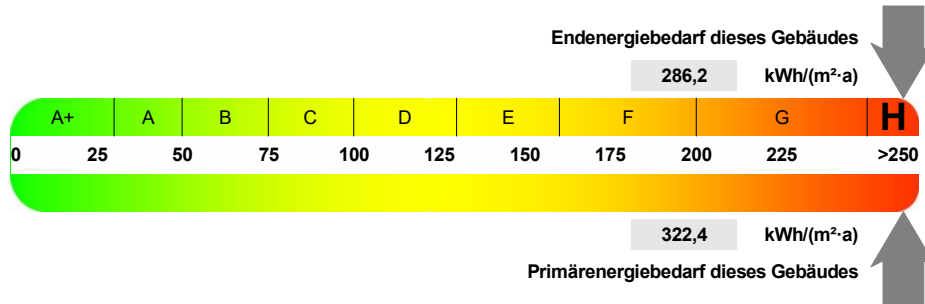 Endenergiebedarf dieses Gebäudes
286,2 kWh/(m²·a)
A+ A B C D E F G H
0 25 50 75 100 125 150 175 200 225 >250
322,4 kWh/(m²·a)
Primärenergiebedarf dieses Gebäudes